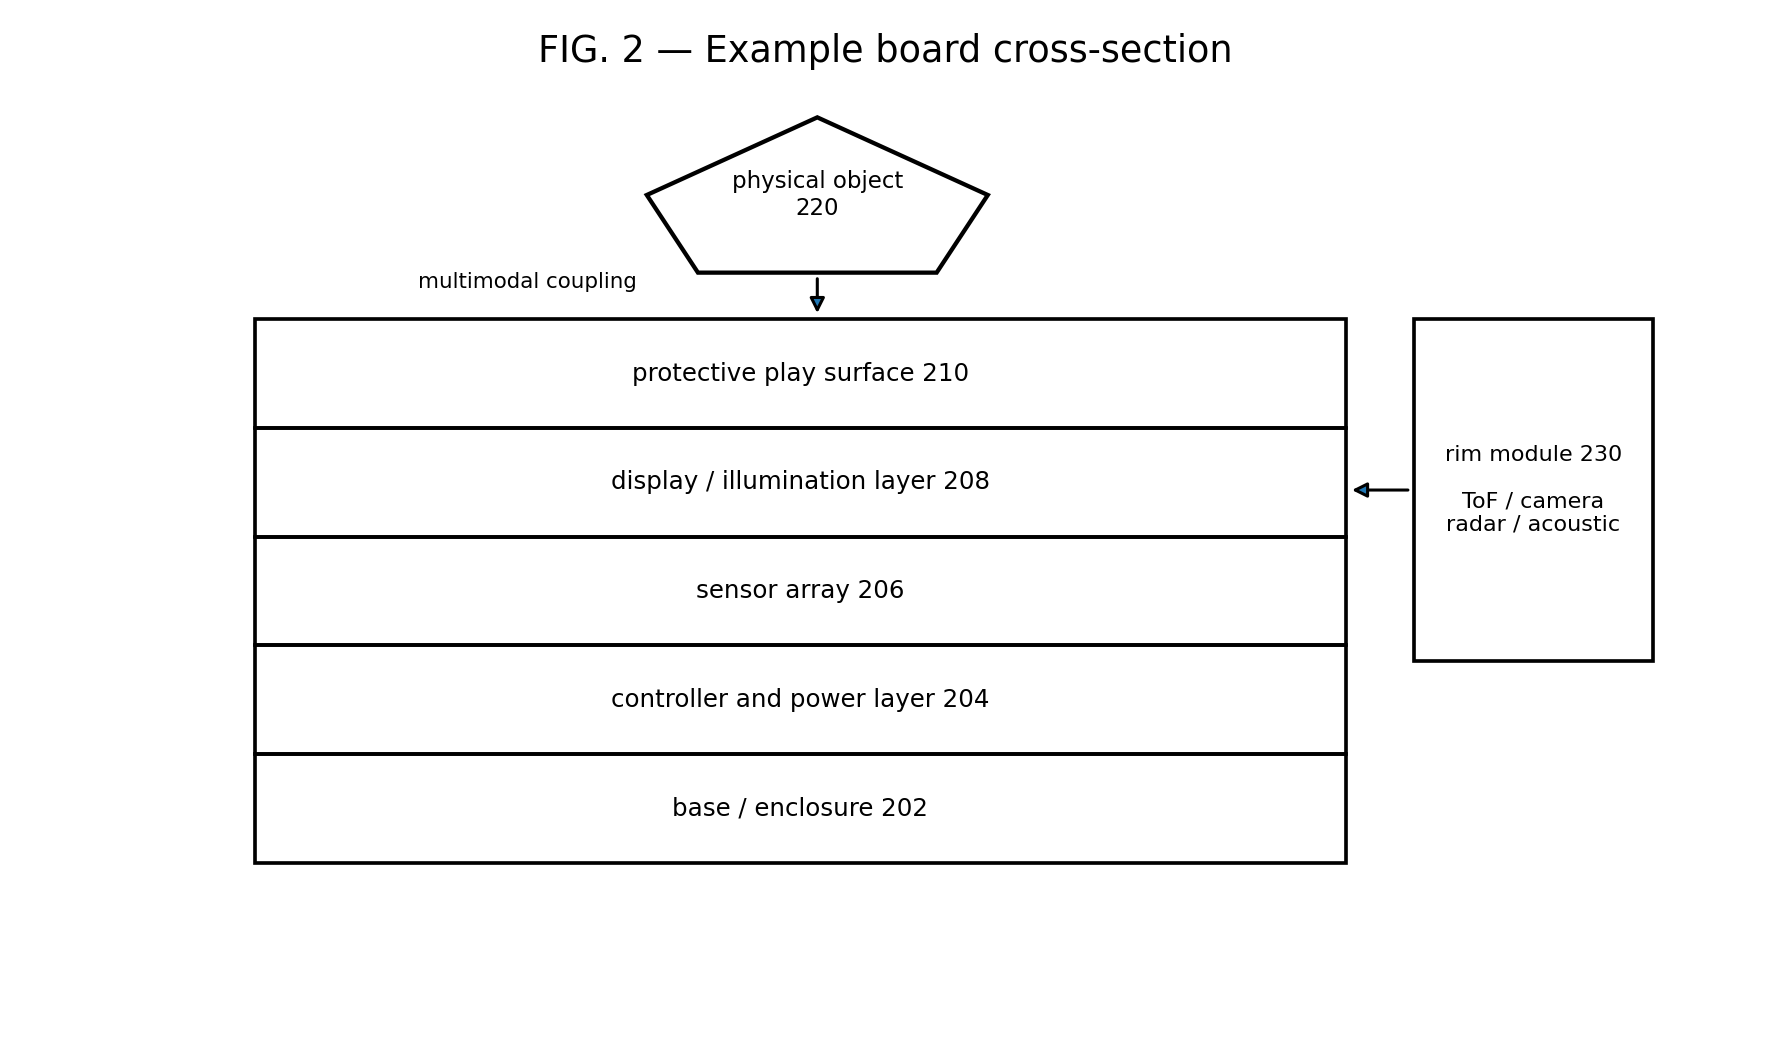 FIG. 2 — Example board cross-section
physical object
220
multimodal coupling
protective play surface 210
display / illumination layer 208
sensor array 206
controller and power layer 204
base / enclosure 202
rim module 230
ToF / camera
radar / acoustic